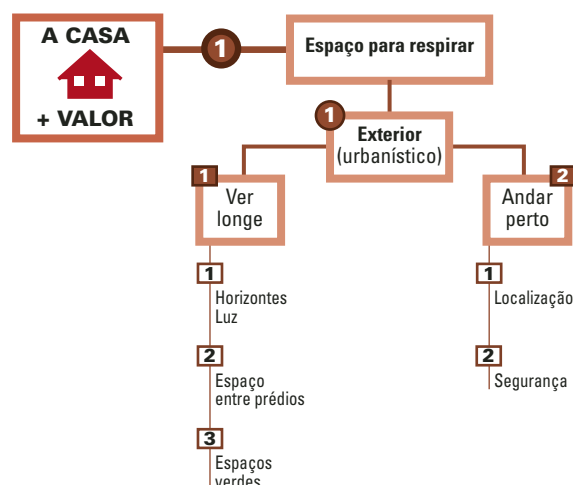 A CASA
+ VALOR
1
Espaço para respirar
1
Exterior
(urbanístico)
1
Ver
longe
1
Horizontes
Luz
2
Espaço
entre prédios
3
Espaços
verdes
2
Andar
perto
1
Localização
2
Segurança